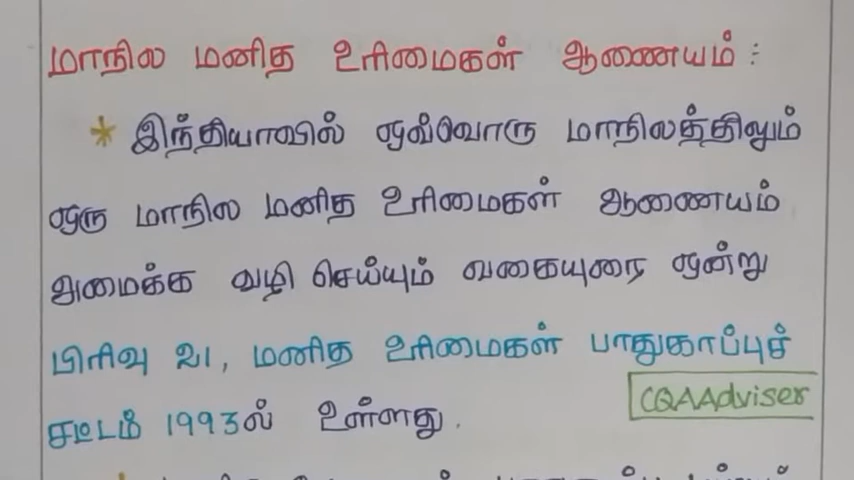 மாநில மனித உரிமைகள் ஆணையம் :
* இந்தியாவில் ஒவ்வொரு மாநிலத்திலும்
ஒரு மாநில மனித உரிமைகள் ஆணையம்
அமைக்க வழி செய்யும் வகையுரை ஒன்று
பிரிவு 21, மனித உரிமைகள் பாதுகாப்புச்
சட்டம் 1993ல் உள்ளது.
CQAAdviser